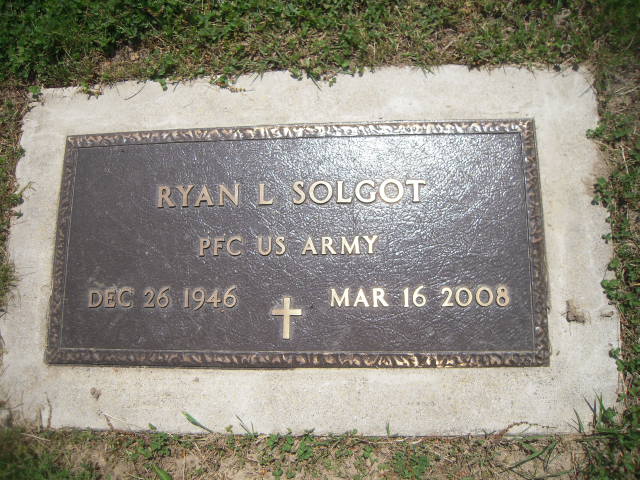 RYAN L SOLGOT
PFC US ARMY
DEC 26 1946 MAR 16 2008